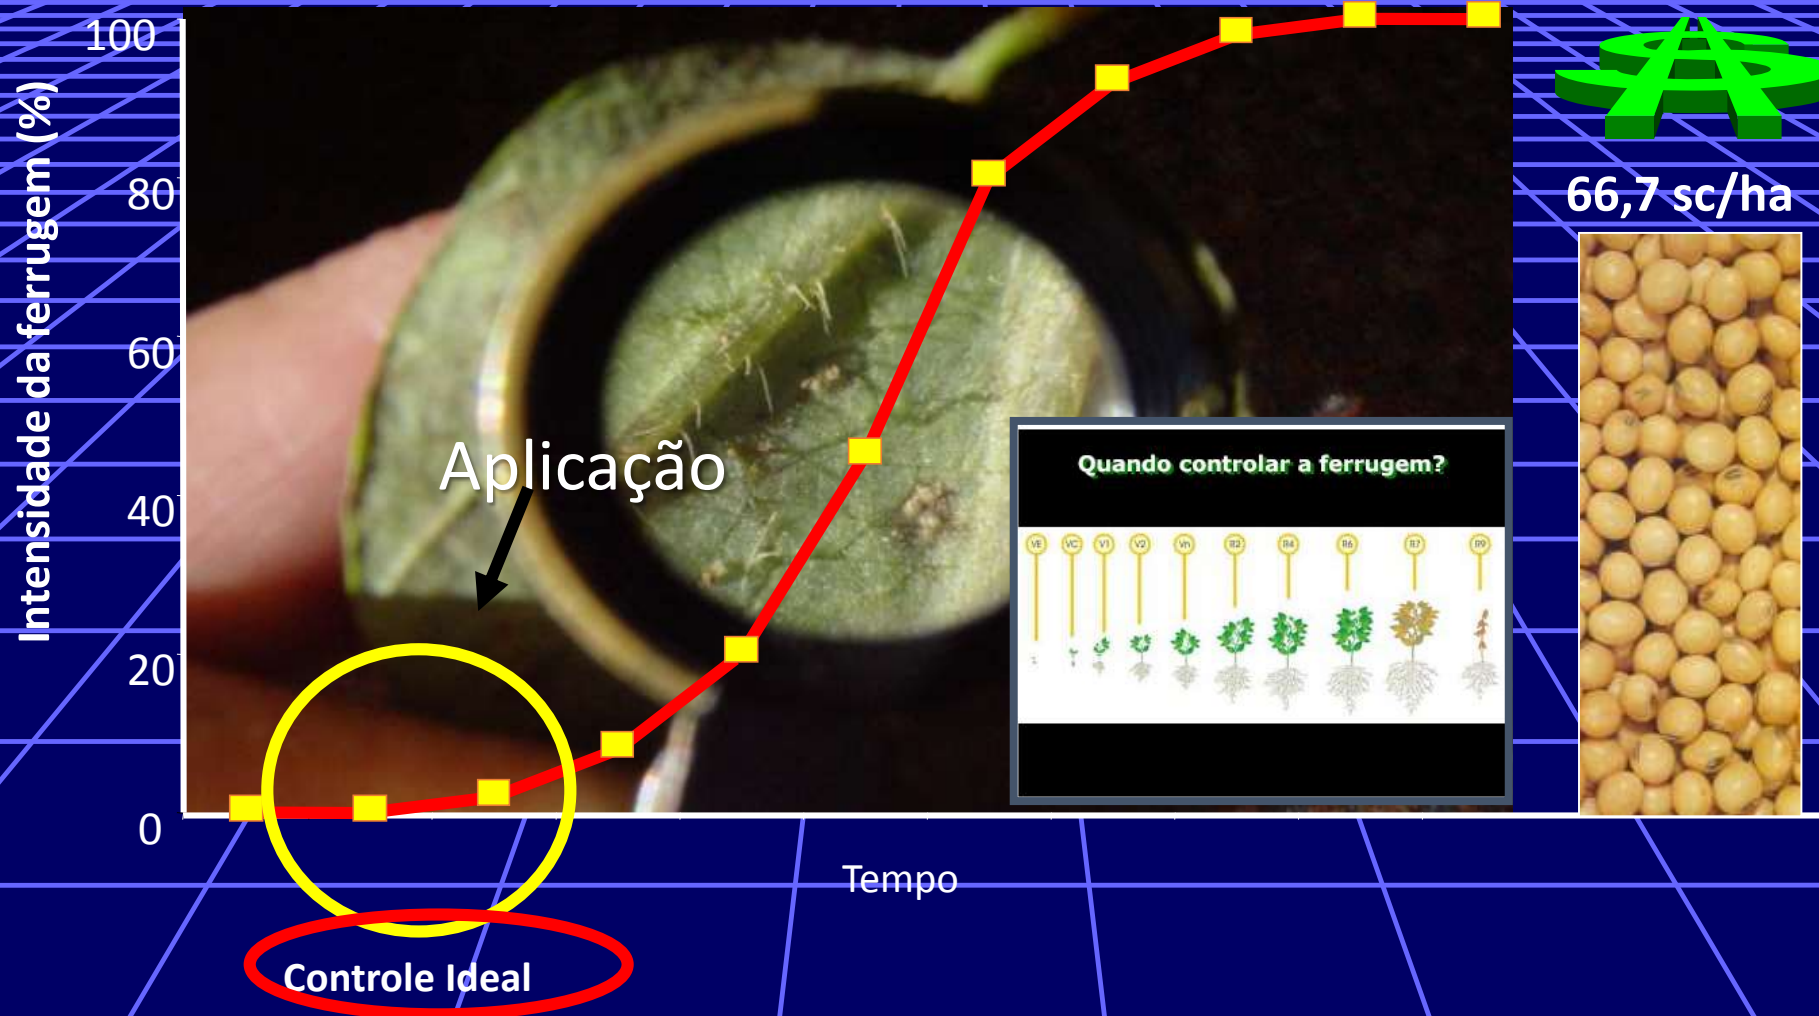 100
80
60
40
20
0
Intensidade da ferrugem (%)
66,7 sc/ha
Aplicação
Quando controlar a ferrugem?
VE VC V1 V2 Vn R2 R4 R6 R7 R9
Tempo
Controle Ideal